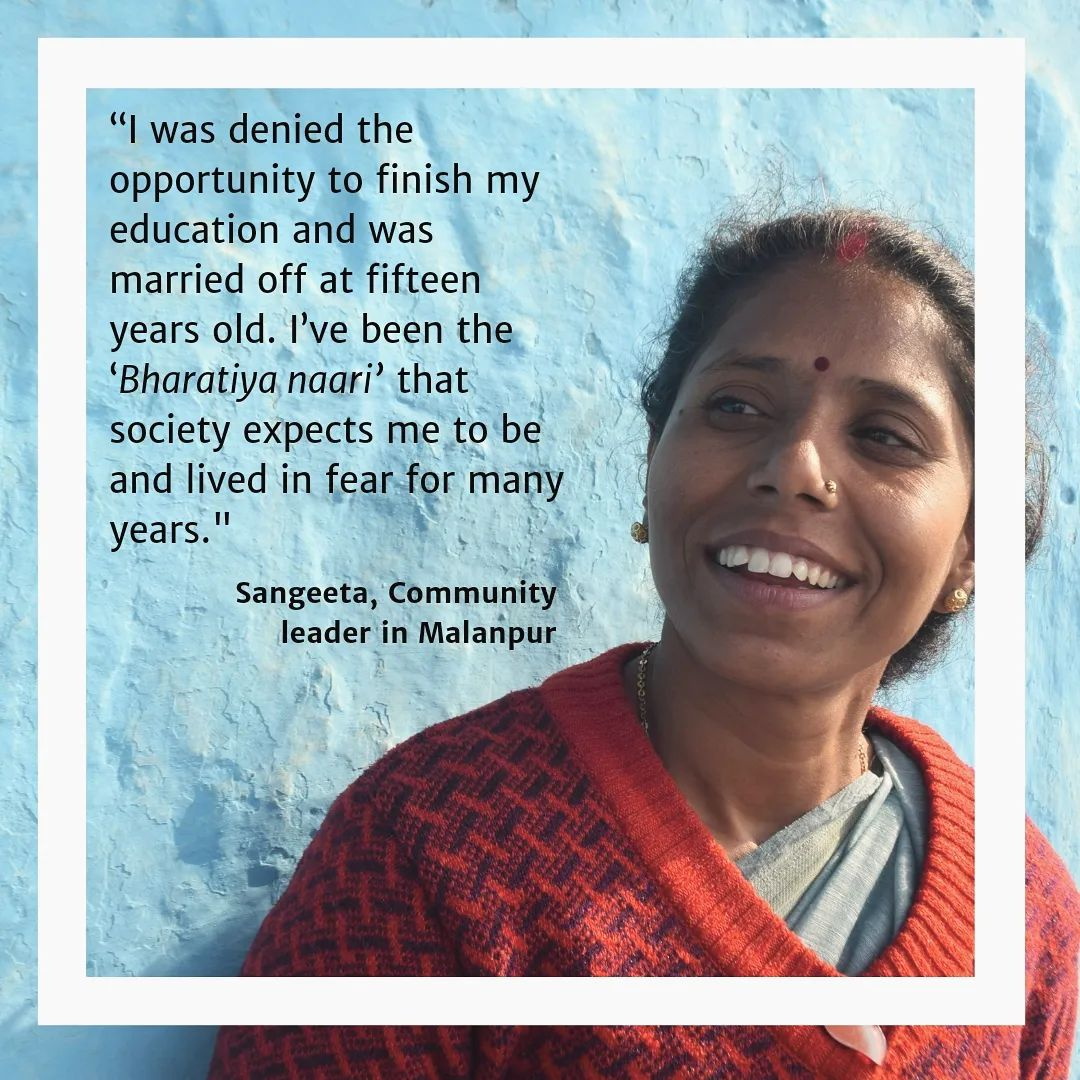 “I was denied the
opportunity to finish my
education and was
married off at fifteen
years old. I’ve been the
‘Bharatiya naari’ that
society expects me to be
and lived in fear for many
years."
Sangeeta, Community
leader in Malanpur